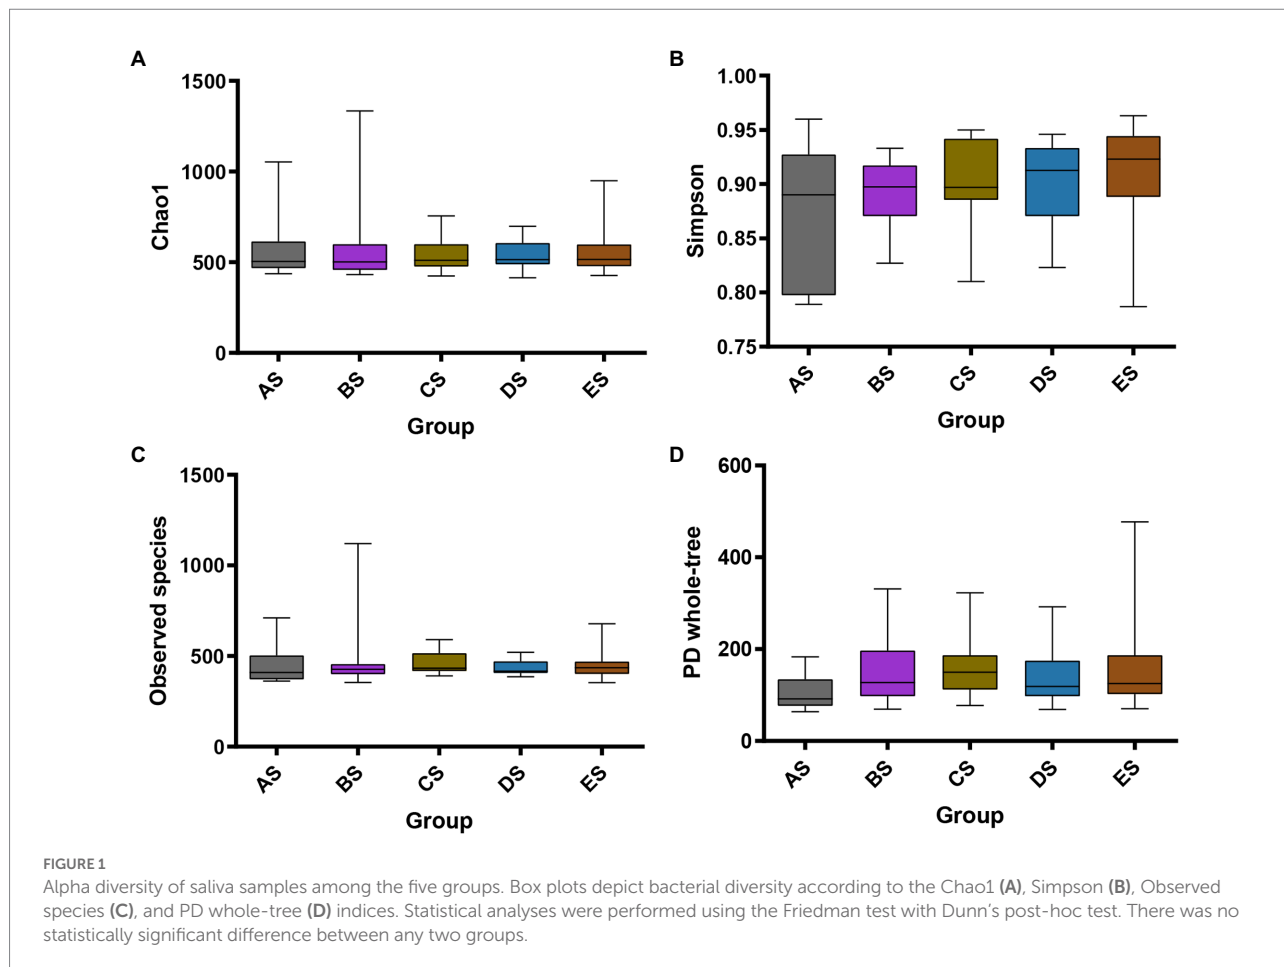 A
1500
1000
500
0
Chao1
AS
BS
CS
DS
ES
Group
B
1.00
0.95
0.90
0.85
0.80
0.75
Simpson
AS
BS
CS
DS
ES
Group
C
1500
1000
500
0
Observed species
AS
BS
CS
DS
ES
Group
D
600
400
200
0
PD whole-tree
AS
BS
CS
DS
ES
Group
FIGURE 1
Alpha diversity of saliva samples among the five groups. Box plots depict bacterial diversity according to the Chao1 (A), Simpson (B), Observed
species (C), and PD whole-tree (D) indices. Statistical analyses were performed using the Friedman test with Dunn’s post-hoc test. There was no
statistically significant difference between any two groups.